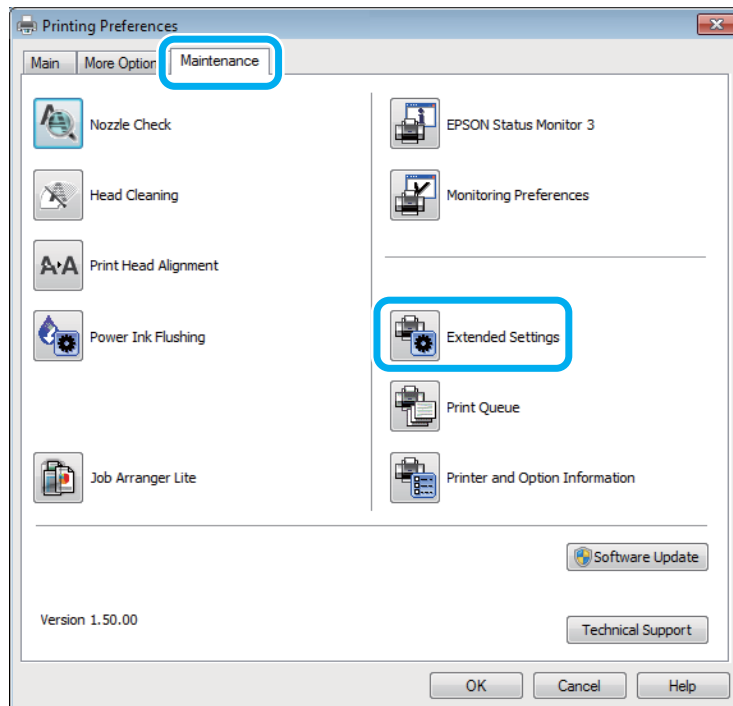 Printing Preferences
Main More Option Maintenance
Nozzle Check
EPSON Status Monitor 3
Head Cleaning
Monitoring Preferences
A A Print Head Alignment
Power Ink Flushing
Extended Settings
Print Queue
Job Arranger Lite
Printer and Option Information
Software Update
Version 1.50.00
Technical Support
OK Cancel Help